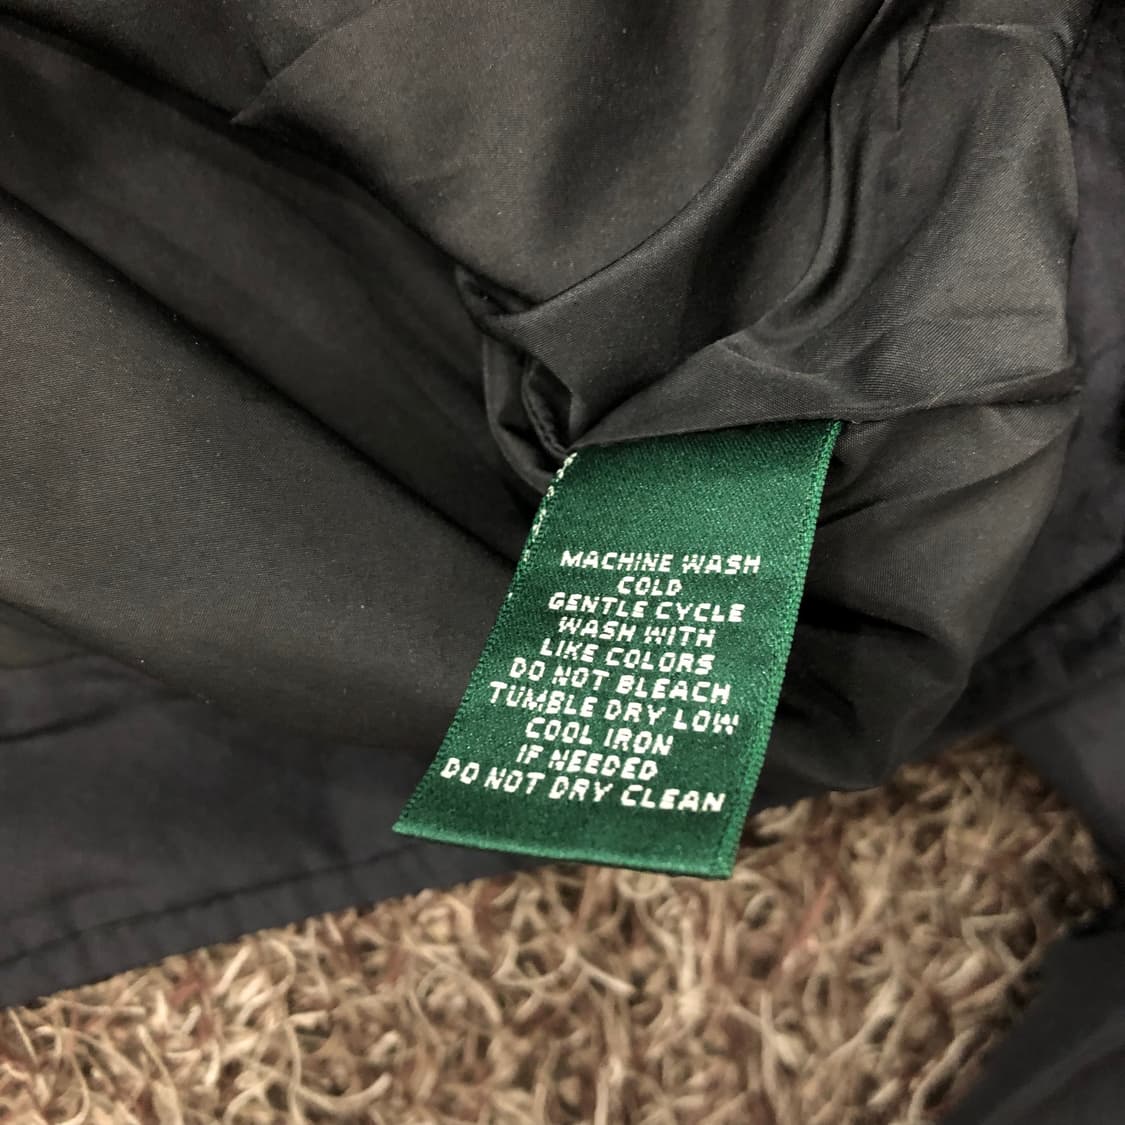 MACHINE WASH
COLD
GENTLE CYCLE
WASH WITH
LIKE COLORS
DO NOT BLEACH
TUMBLE DRY LOW
COOL IRON
IF NEEDED
DO NOT DRY CLEAN